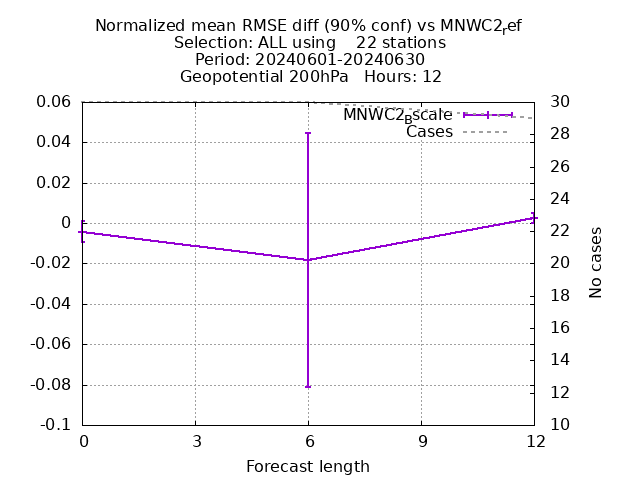 Normalized mean RMSE diff (90% conf) vs MNWC2ref
Selection: ALL using 22 stations
Period: 20240601-20240630
Geopotential 200hPa Hours: 12
MNWC2Bscale
Cases
0.06
0.04
0.02
0
-0.02
-0.04
-0.06
-0.08
-0.1
30
28
26
24
22
20
18
16
14
12
10
No cases
0 3 6 9 12
Forecast length